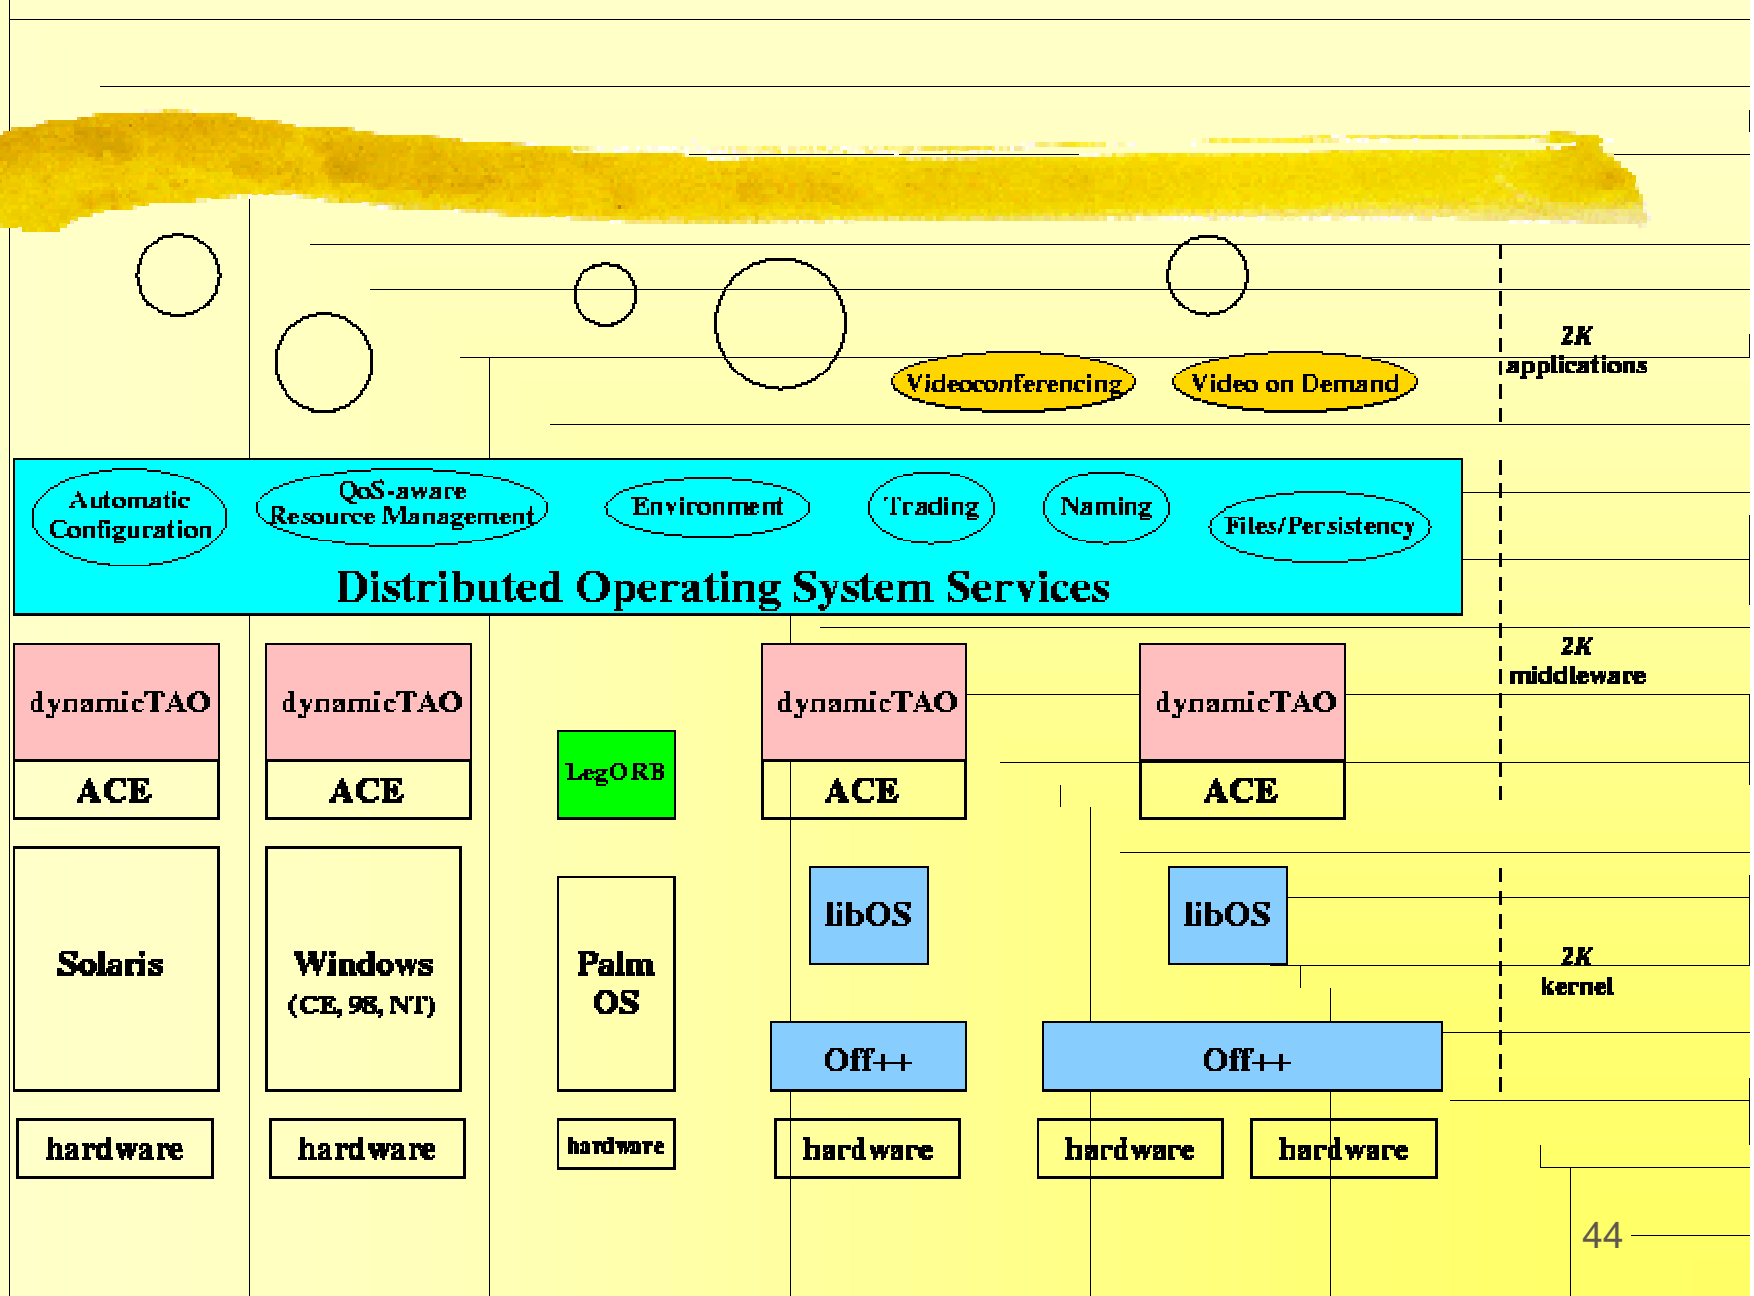 2K
applications
Videoconferencing
Video on Demand
Automatic
Configuration
QoS-aware
Resource Management
Environment
Trading
Naming
Files/Persistency
Distributed Operating System Services
2K
middleware
dynamicTAO
dynamicTAO
dynamicTAO
dynamicTAO
LegORB
ACE
ACE
ACE
ACE
libOS
libOS
Solaris
Windows
(CE, 98, NT)
Palm
OS
2K
kernel
Off++
Off++
hardware
hardware
hardware
hardware
hardware
hardware
44